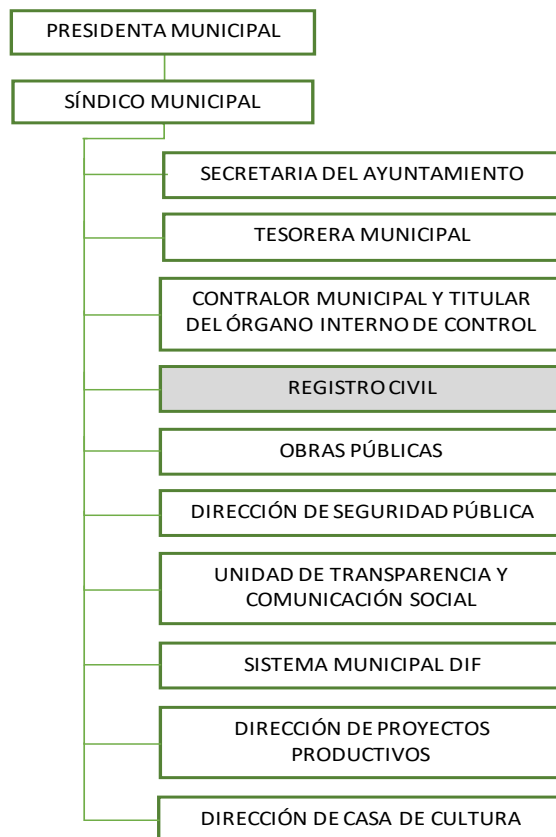 PRESIDENTA MUNICIPAL
SÍNDICO MUNICIPAL
SECRETARIA DEL AYUNTAMIENTO
TESORERA MUNICIPAL
CONTRALOR MUNICIPAL Y TITULAR
DEL ÓRGANO INTERNO DE CONTROL
REGISTRO CIVIL
OBRAS PÚBLICAS
DIRECCIÓN DE SEGURIDAD PÚBLICA
UNIDAD DE TRANSPARENCIA Y
COMUNICACIÓN SOCIAL
SISTEMA MUNICIPAL DIF
DIRECCIÓN DE PROYECTOS
PRODUCTIVOS
DIRECCIÓN DE CASA DE CULTURA